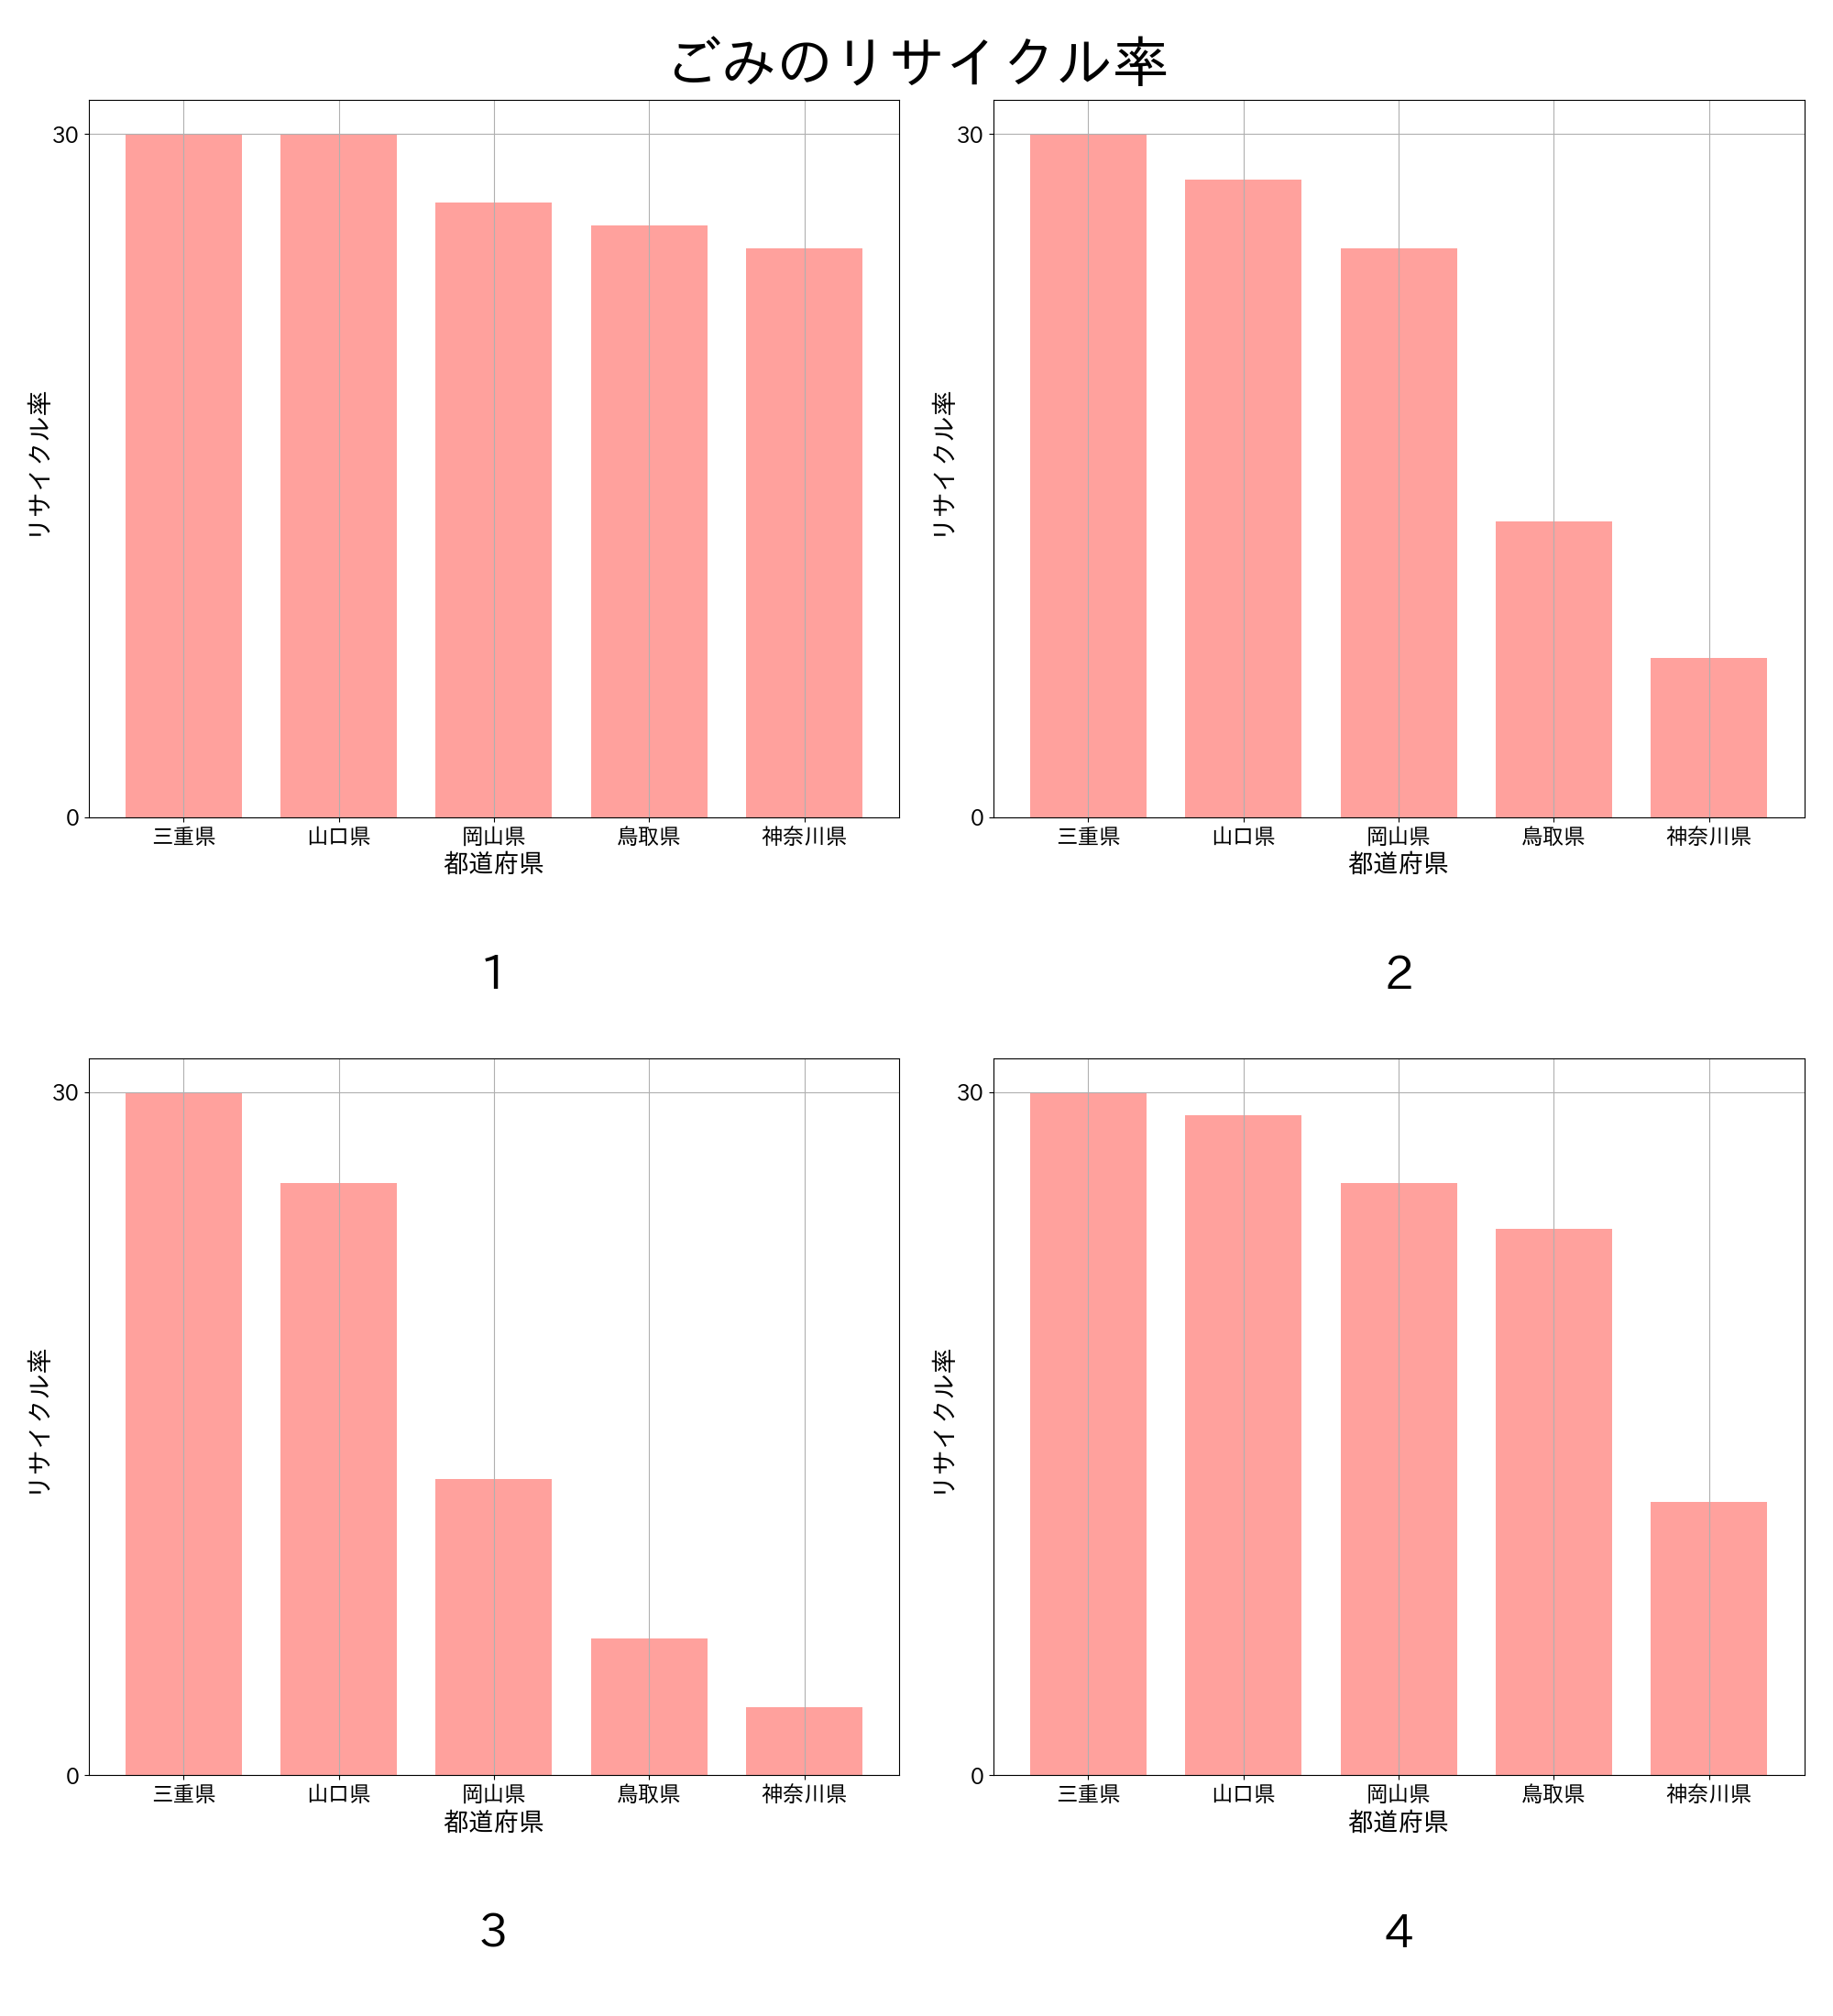 ごみのリサイクル率
30
0
リサイクル率
三重県 山口県 岡山県 鳥取県 神奈川県
都道府県
1
30
0
リサイクル率
三重県 山口県 岡山県 鳥取県 神奈川県
都道府県
2
30
0
リサイクル率
三重県 山口県 岡山県 鳥取県 神奈川県
都道府県
3
30
0
リサイクル率
三重県 山口県 岡山県 鳥取県 神奈川県
都道府県
4